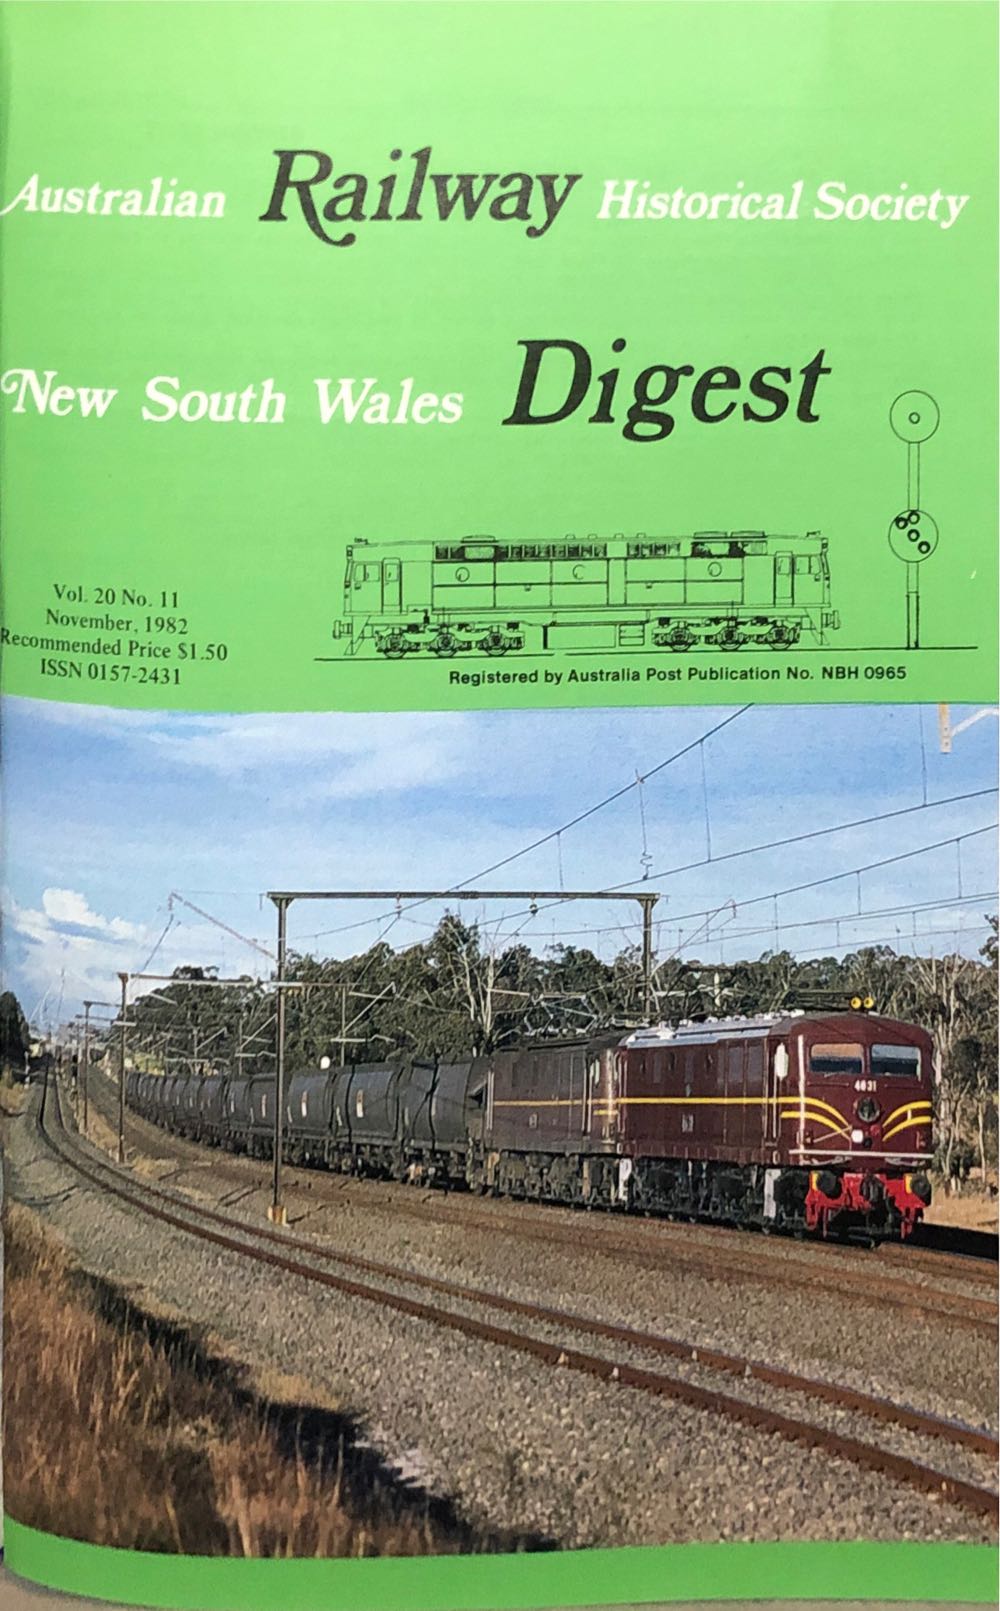 Australian Railway Historical Society
New South Wales Digest
Vol. 20 No. 11
November, 1982
Recommended Price $1.50
ISSN 0157-2431
Registered by Australia Post Publication No. NBH 0965
4631